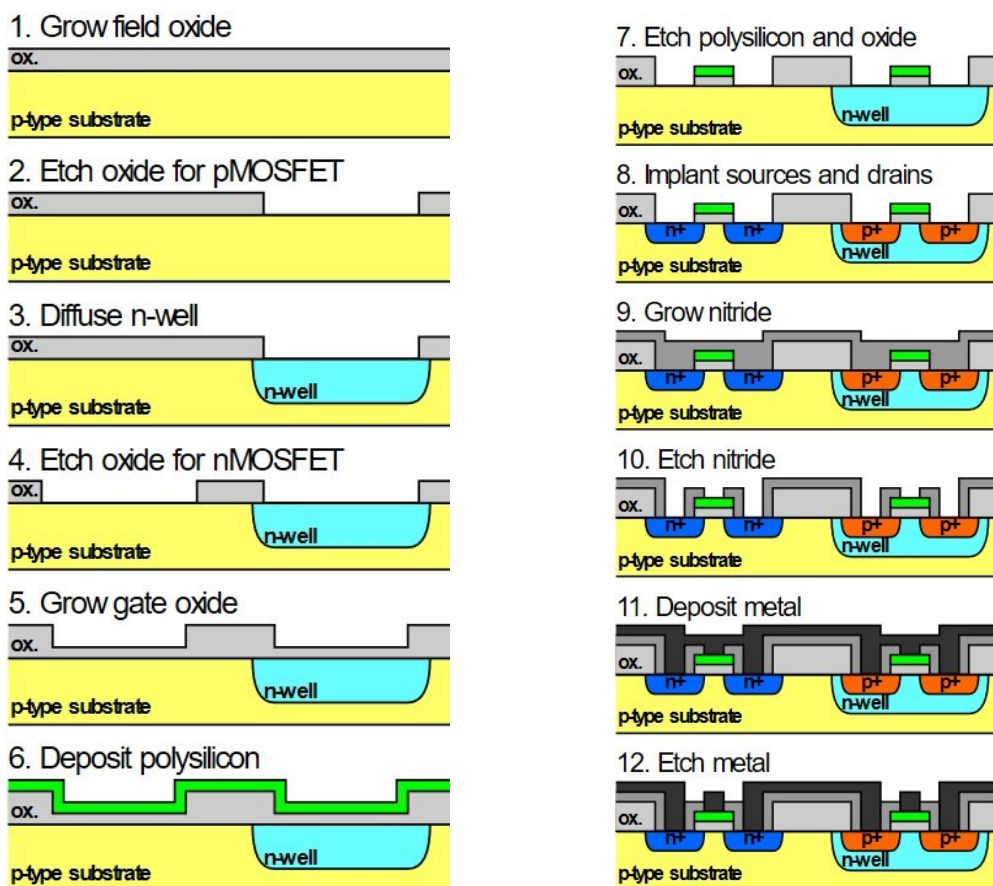 1. Grow field oxide
ox.
p-type substrate
2. Etch oxide for pMOSFET
ox.
p-type substrate
3. Diffuse n-well
ox.
n-well
p-type substrate
4. Etch oxide for nMOSFET
ox.
n-well
p-type substrate
5. Grow gate oxide
ox.
n-well
p-type substrate
6. Deposit polysilicon
ox.
n-well
p-type substrate
7. Etch polysilicon and oxide
ox.
n-well
p-type substrate
8. Implant sources and drains
ox.
n+ n+ p+ p+
n-well
p-type substrate
9. Grow nitride
ox.
n+ n+ p+ p+
n-well
p-type substrate
10. Etch nitride
ox.
n+ n+ p+ p+
n-well
p-type substrate
11. Deposit metal
ox.
n+ n+ p+ p+
n-well
p-type substrate
12. Etch metal
ox.
n+ n+ p+ p+
n-well
p-type substrate